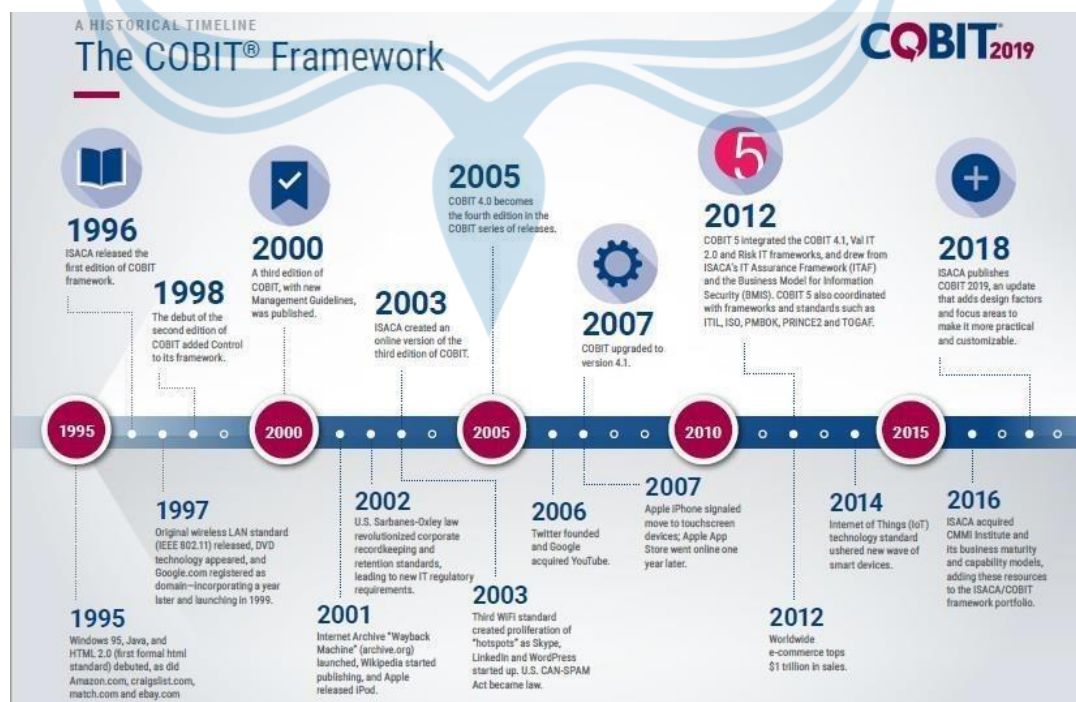 A HISTORICAL TIMELINE
The COBIT® Framework
COBIT® 2019
1996
ISACA released the
first edition of COBIT
framework.
1998
The debut of the
second edition of
COBIT added Control
to its framework.
2000
A third edition of
COBIT, with new
Management Guidelines,
was published.
2003
ISACA created an
online version of the
third edition of COBIT.
2005
COBIT 4.0 becomes
the fourth edition in the
COBIT series of releases.
2007
COBIT upgraded to
version 4.1.
5
2012
COBIT 5 integrated the COBIT 4.1, Val IT
2.0 and Risk IT frameworks, and drew from
ISACA's IT Assurance Framework (ITAF)
and the Business Model for Information
Security (BMIS). COBIT 5 also coordinated
with frameworks and standards such as
ITIL, ISO, PMBOK, PRINCE2 and TOGAF.
2018
ISACA publishes
COBIT 2019, an update
that adds design factors
and focus areas to
make it more practical
and customizable.
1995
2000
2005
2010
2015
1995
Windows 95, Java, and
HTML 2.0 (first formal html
standard) debuted, as did
Amazon.com, craigslist.com,
match.com and ebay.com
1997
Original wireless LAN standard
(IEEE 802.11) released, DVD
technology appeared, and
Google.com registered as
domain—incorporating a year
later and launching in 1999.
2001
Internet Archive "Wayback
Machine" (archive.org)
launched, Wikipedia started
publishing, and Apple
released iPod.
2002
U.S. Sarbanes-Oxley law
revolutionized corporate
recordkeeping and
retention standards,
leading to new IT regulatory
requirements.
2003
Third WiFi standard
created proliferation of
"hotspots" as Skype,
LinkedIn and WordPress
started up. U.S. CAN-SPAM
Act became law.
2006
Twitter founded
and Google
acquired YouTube.
2007
Apple iPhone signaled
move to touchscreen
devices; Apple App
Store went online one
year later.
2012
Worldwide
e-commerce tops
$1 trillion in sales.
2014
Internet of Things (IoT)
technology standard
ushered new wave of
smart devices.
2016
ISACA acquired
CMMI Institute and
its business maturity
and capability models,
adding these resources
to the ISACA/COBIT
framework portfolio.